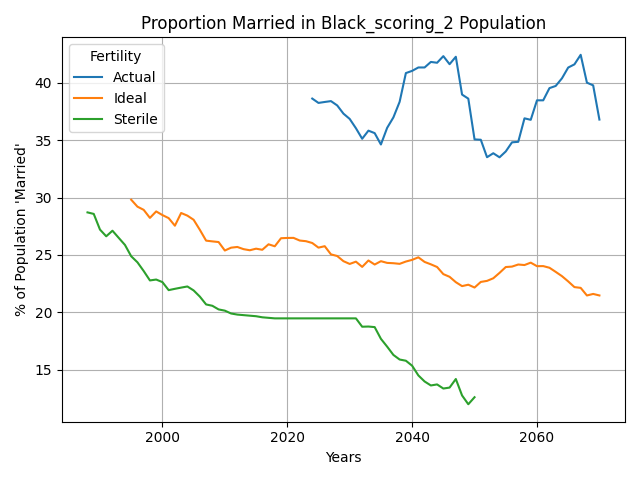 Proportion Married in Black_scoring_2 Population
Fertility
Actual
Ideal
Sterile
% of Population 'Married'
40
35
30
25
20
15
2000
2020
2040
2060
Years